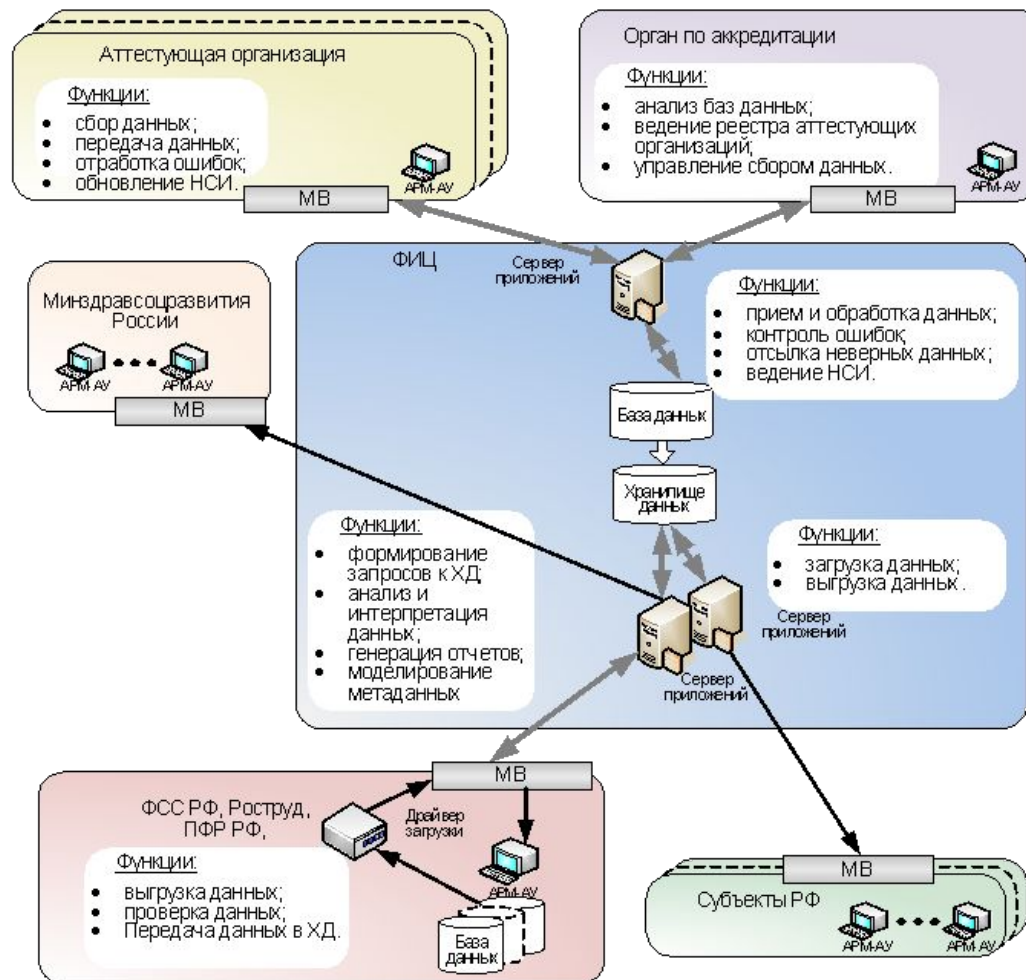 Аттестующая организация
Функции:
сбор данных;
передача данных;
отработка ошибок;
обновление НСИ.
АРМ-АУ
МВ
Орган по аккредитации
Функции:
анализ баз данных;
ведение реестра аттестующих
организаций;
управление сбором данных.
АРМ-АУ
МВ
ФИЦ
Сервер
приложений
Функции:
прием и обработка данных;
контроль ошибок;
отсылка неверных данных;
ведение НСИ.
База данных
Хранилище
данных
Минздравсоцразвития
России
АРМ-АУ
АРМ-АУ
МВ
Функции:
формирование
запросов к ХД;
анализ и
интерпретация
данных;
генерация отчетов;
моделирование
метаданных
Функции:
загрузка данных;
выгрузка данных.
Сервер
приложений
Сервер
приложений
МВ
ФСС РФ, Роструд,
ПФР РФ,
Драйвер
загрузки
Функции:
выгрузка данных;
проверка данных;
Передача данных в ХД.
АРМ-АУ
База
данных
МВ
Субъекты РФ
АРМ-АУ
АРМ-АУ